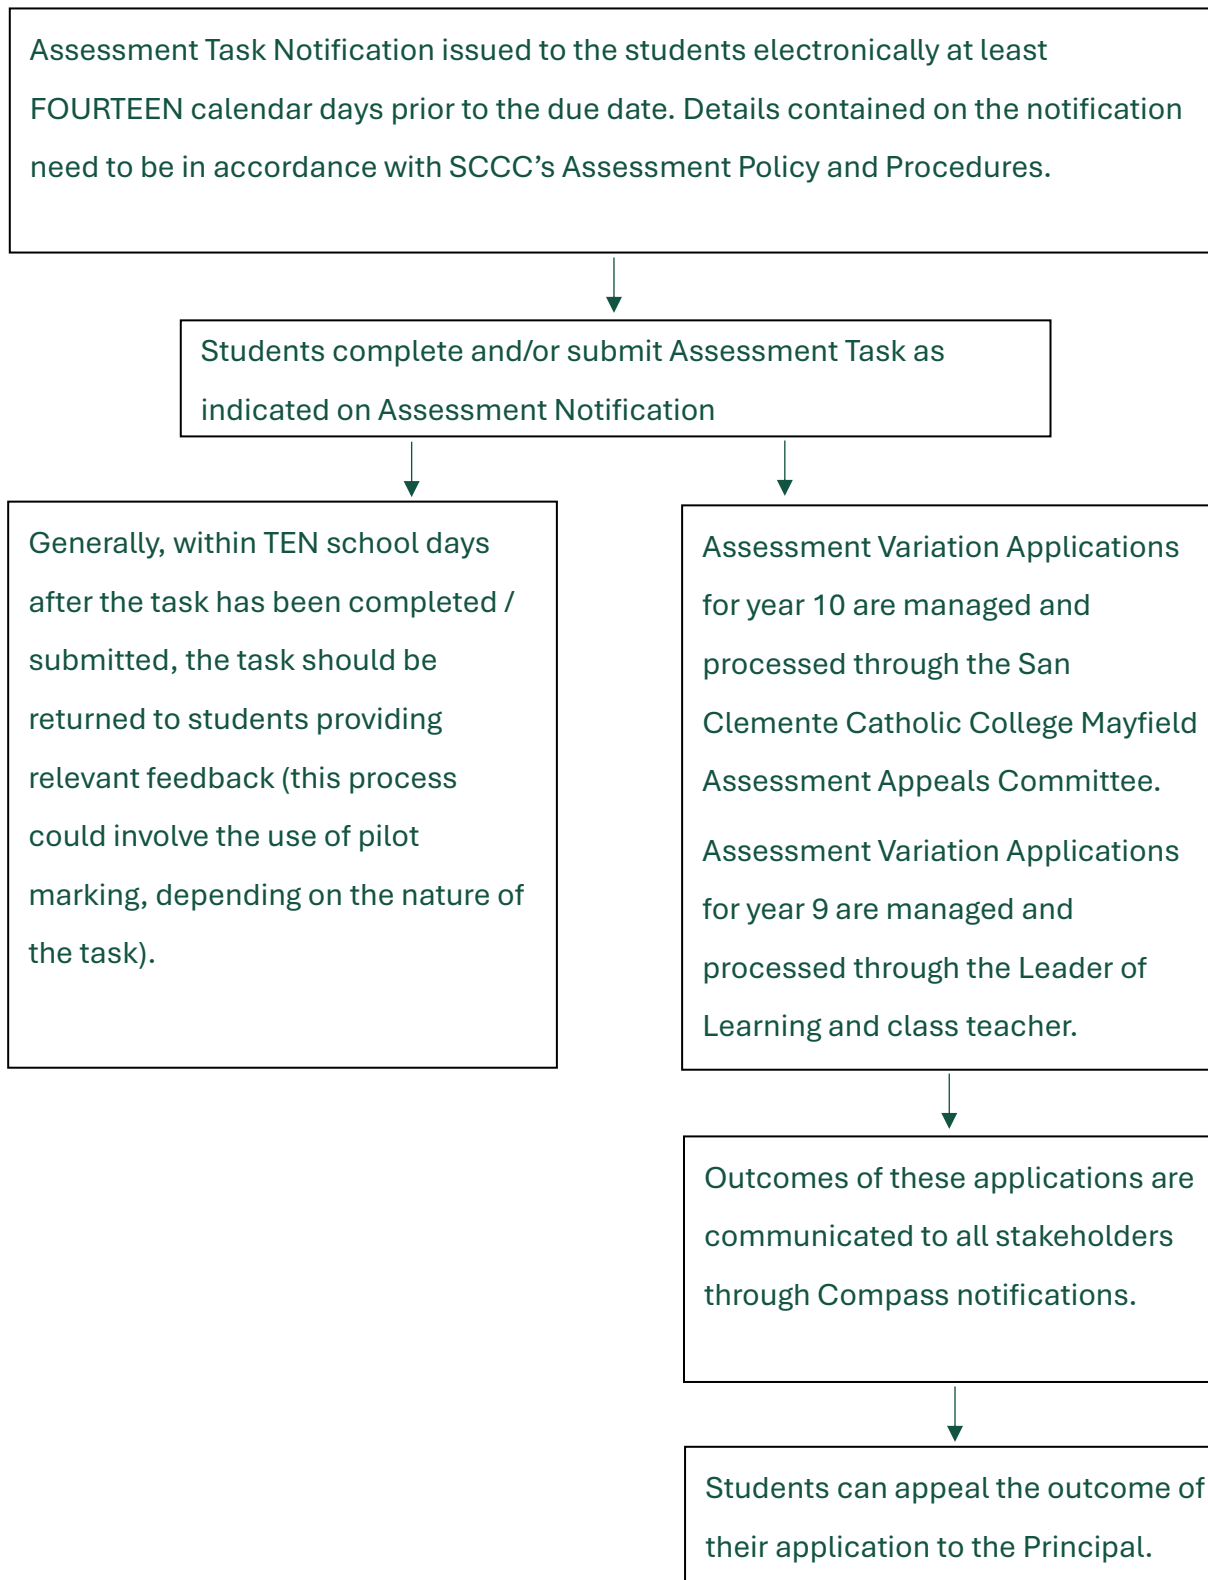 Assessment Task Notification issued to the students electronically at least
FOURTEEN calendar days prior to the due date. Details contained on the notification
need to be in accordance with SCCC’s Assessment Policy and Procedures.
Students complete and/or submit Assessment Task as
indicated on Assessment Notification
Generally, within TEN school days
after the task has been completed /
submitted, the task should be
returned to students providing
relevant feedback (this process
could involve the use of pilot
marking, depending on the nature of
the task).
Assessment Variation Applications
for year 10 are managed and
processed through the San
Clemente Catholic College Mayfield
Assessment Appeals Committee.
Assessment Variation Applications
for year 9 are managed and
processed through the Leader of
Learning and class teacher.
Outcomes of these applications are
communicated to all stakeholders
through Compass notifications.
Students can appeal the outcome of
their application to the Principal.